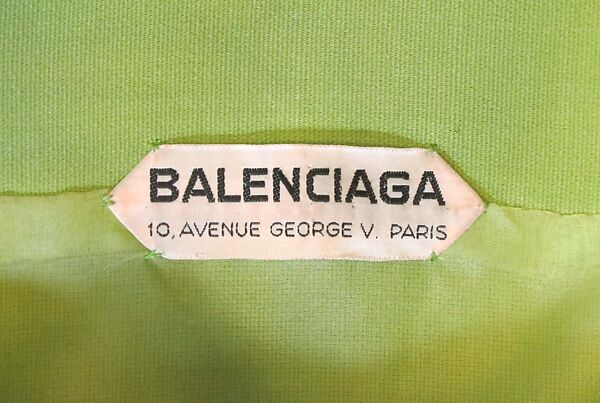 BALENCIAGA
10, AVENUE GEORGE V. PARIS